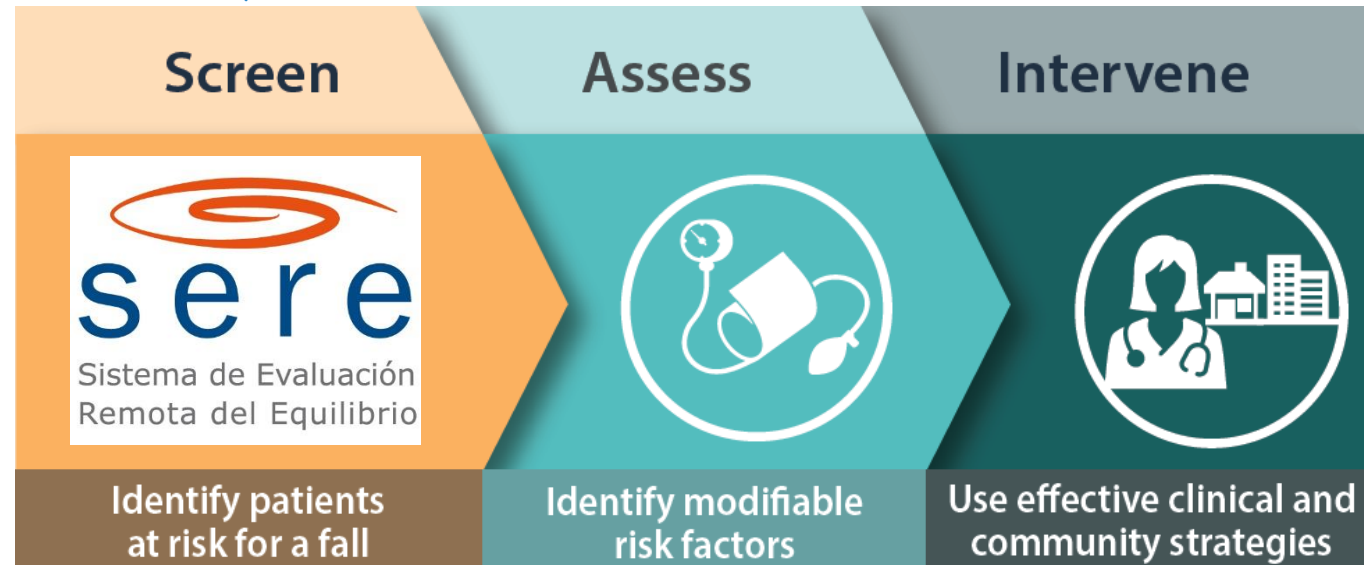 Screen
Assess
Intervene
sere
Sistema de Evaluación
Remota del Equilibrio
Identify patients
at risk for a fall
Identify modifiable
risk factors
Use effective clinical and
community strategies